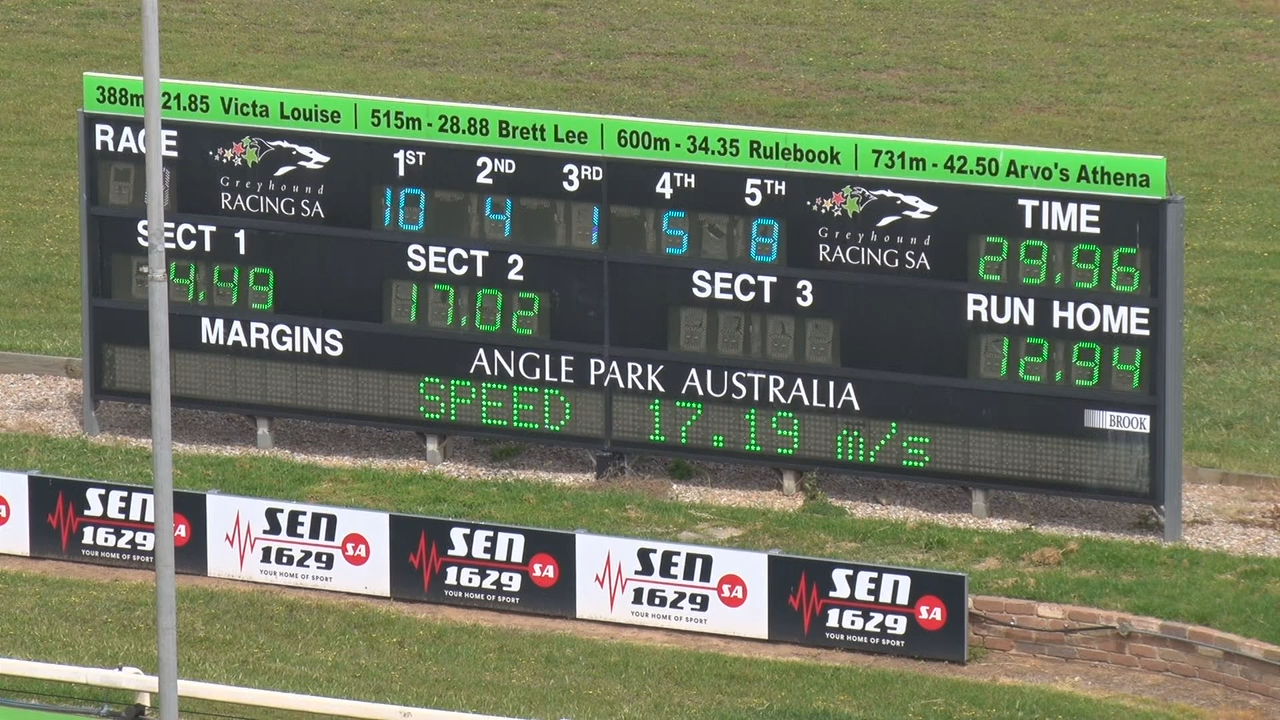 388m 21.85 Victa Louise | 515m - 28.88 Brett Lee | 600m - 34.35 Rulebook | 731m - 42.50 Arvo's Athena
RACE
Greyhound
RACING SA
1ST 2ND 3RD 4TH 5TH
10 4 1 5 8
Greyhound
RACING SA
TIME
29.96
SECT 1
4.49
SECT 2
17.02
SECT 3
RUN HOME
12.94
MARGINS
ANGLE PARK AUSTRALIA
SPEED 17.19 m/s
BROOK
SEN
1629 SA
YOUR HOME OF SPORT
SEN
1629 SA
YOUR HOME OF SPORT
SEN
1629 SA
YOUR HOME OF SPORT
SEN
1629 SA
YOUR HOME OF SPORT
SEN
1629 SA
YOUR HOME OF SPORT